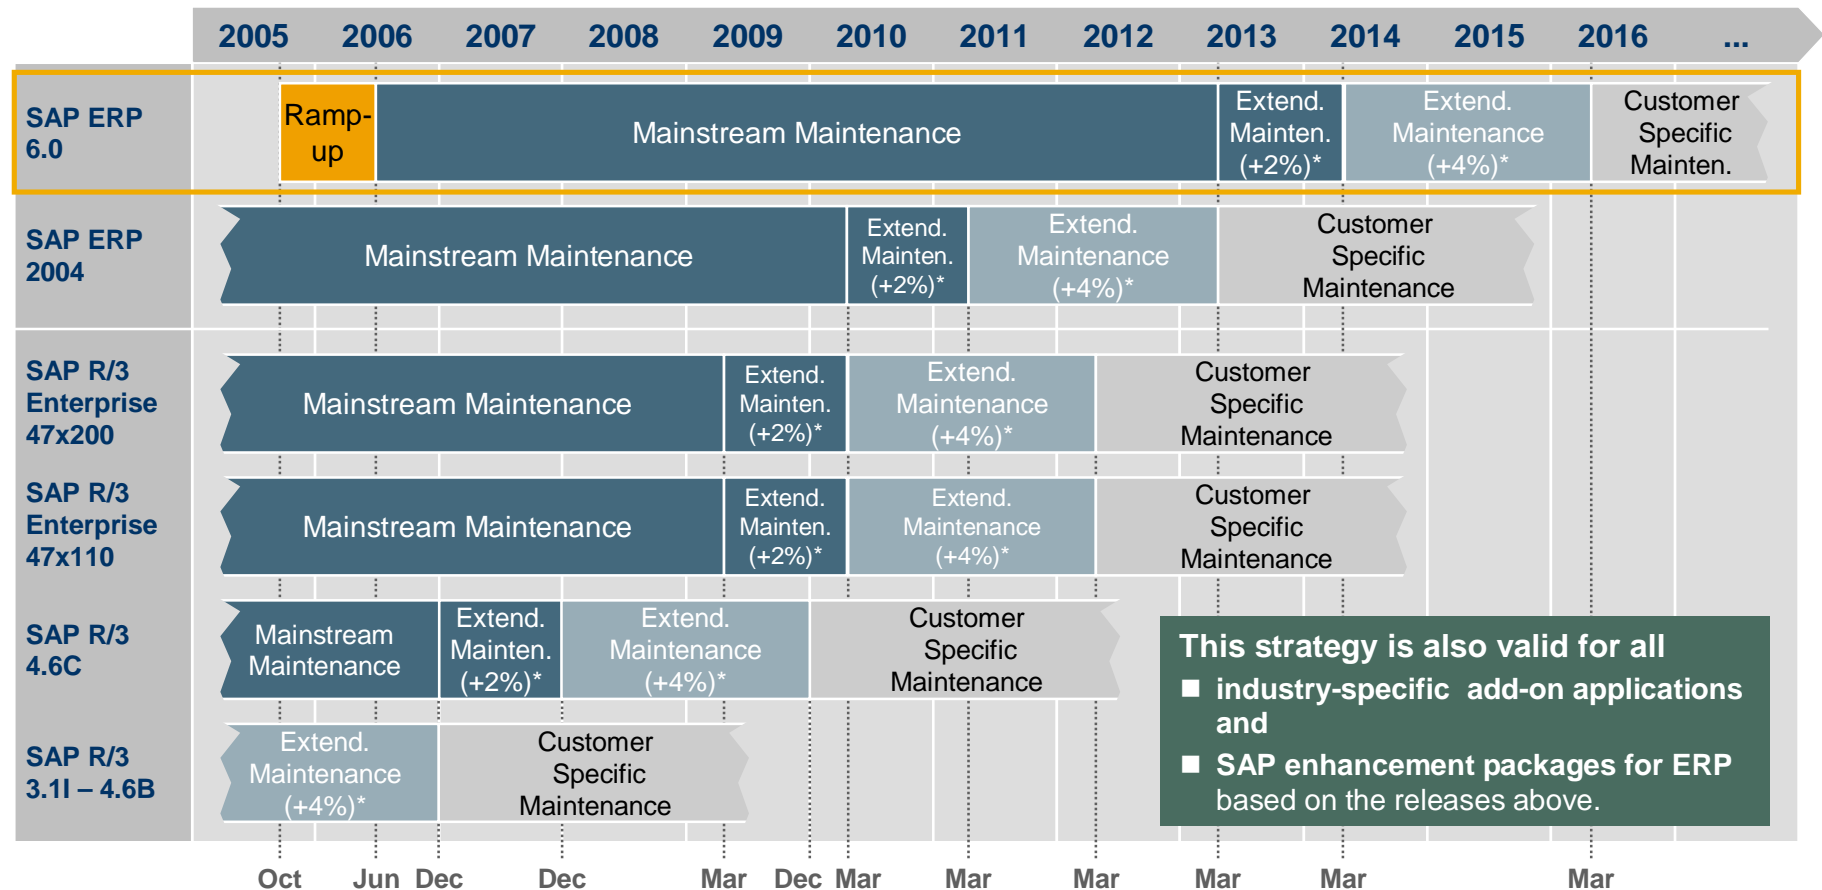 2005 2006 2007 2008 2009 2010 2011 2012 2013 2014 2015 2016 ...
SAP ERP
6.0
Ramp-
up
Mainstream Maintenance
Extend.
Mainten.
(+2%)*
Extend.
Maintenance
(+4%)*
Customer
Specific
Mainten.
SAP ERP
2004
Mainstream Maintenance
Extend.
Mainten.
(+2%)*
Extend.
Maintenance
(+4%)*
Customer
Specific
Maintenance
SAP R/3
Enterprise
47x200
Mainstream Maintenance
Extend.
Mainten.
(+2%)*
Extend.
Maintenance
(+4%)*
Customer
Specific
Maintenance
SAP R/3
Enterprise
47x110
Mainstream Maintenance
Extend.
Mainten.
(+2%)*
Extend.
Maintenance
(+4%)*
Customer
Specific
Maintenance
SAP R/3
4.6C
Mainstream
Maintenance
Extend.
Mainten.
(+2%)*
Extend.
Maintenance
(+4%)*
Customer
Specific
Maintenance
SAP R/3
3.1I – 4.6B
Extend.
Maintenance
(+4%)*
Customer
Specific
Maintenance
This strategy is also valid for all
■ industry-specific add-on applications
and
■ SAP enhancement packages for ERP
based on the releases above.
Oct Jun Dec Dec Mar Dec Mar Mar Mar Mar Mar Mar